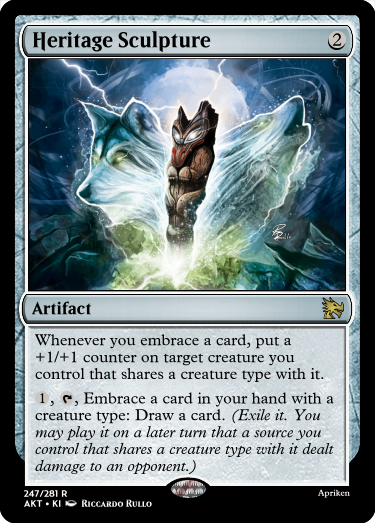 Heritage Sculpture 2
Artifact
Whenever you embrace a card, put a
+1/+1 counter on target creature you
control that shares a creature type with it.
1, , Embrace a card in your hand with a
creature type: Draw a card. (Exile it. You
may play it on a later turn that a source you
control that shares a creature type with it dealt
damage to an opponent.)
247/281 R
Apriken
AKT • KI Riccardo Rullo